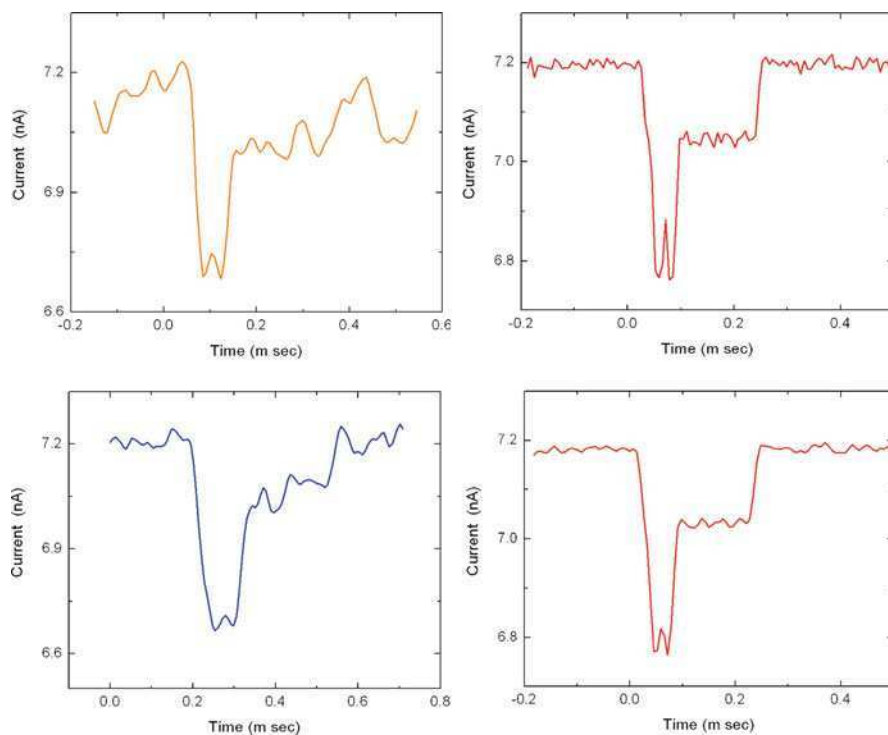 7.2
6.9
6.6
-0.2 0.0 0.2 0.4 0.6
Current (nA)
Time (m sec)
7.2
7.0
6.8
-0.2 0.0 0.2 0.4
Current (nA)
Time (m sec)
7.2
6.9
6.6
0.0 0.2 0.4 0.6 0.8
Current (nA)
Time (m sec)
7.2
7.0
6.8
-0.2 0.0 0.2 0.4
Current (nA)
Time (m sec)